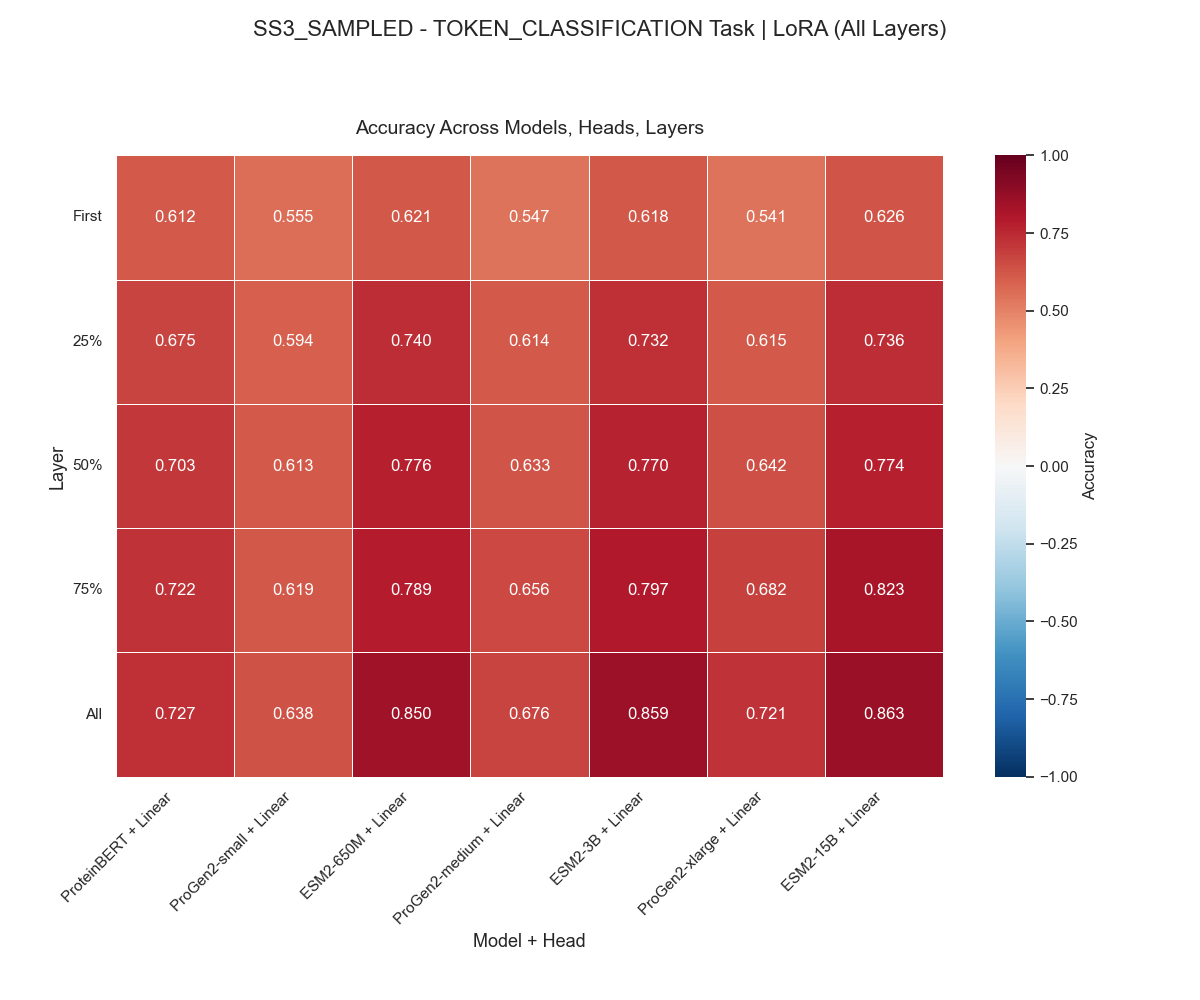 SS3_SAMPLED - TOKEN_CLASSIFICATION Task | LoRA (All Layers)
Accuracy Across Models, Heads, Layers
First 0.612 0.555 0.621 0.547 0.618 0.541 0.626
25% 0.675 0.594 0.740 0.614 0.732 0.615 0.736
50% 0.703 0.613 0.776 0.633 0.770 0.642 0.774
75% 0.722 0.619 0.789 0.656 0.797 0.682 0.823
All 0.727 0.638 0.850 0.676 0.859 0.721 0.863
Layer
ProteinBERT + Linear
ProGen2-small + Linear
ESM2-650M + Linear
ProGen2-medium + Linear
ESM2-3B + Linear
ProGen2-xlarge + Linear
ESM2-15B + Linear
Model + Head
1.00
0.75
0.50
0.25
0.00
−0.25
−0.50
−0.75
−1.00
Accuracy